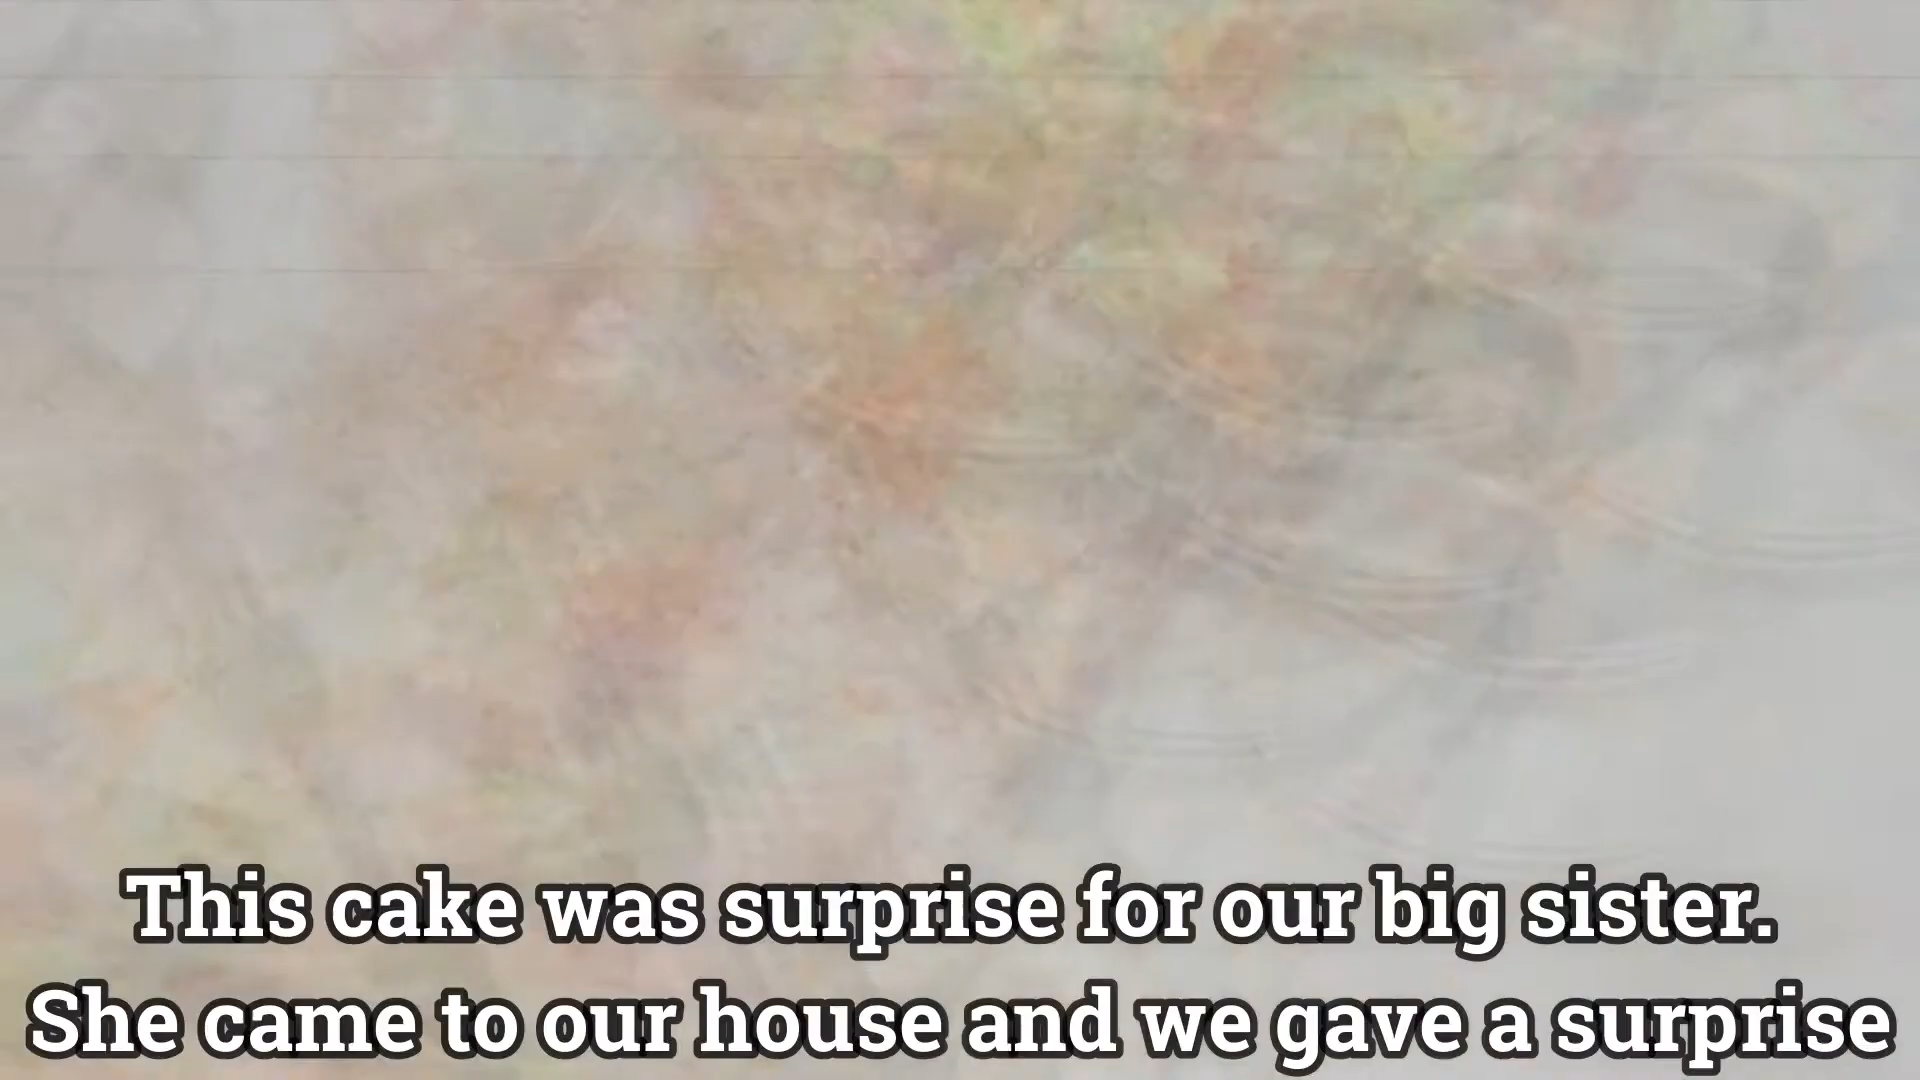 This cake was surprise for our big sister.
She came to our house and we gave a surprise